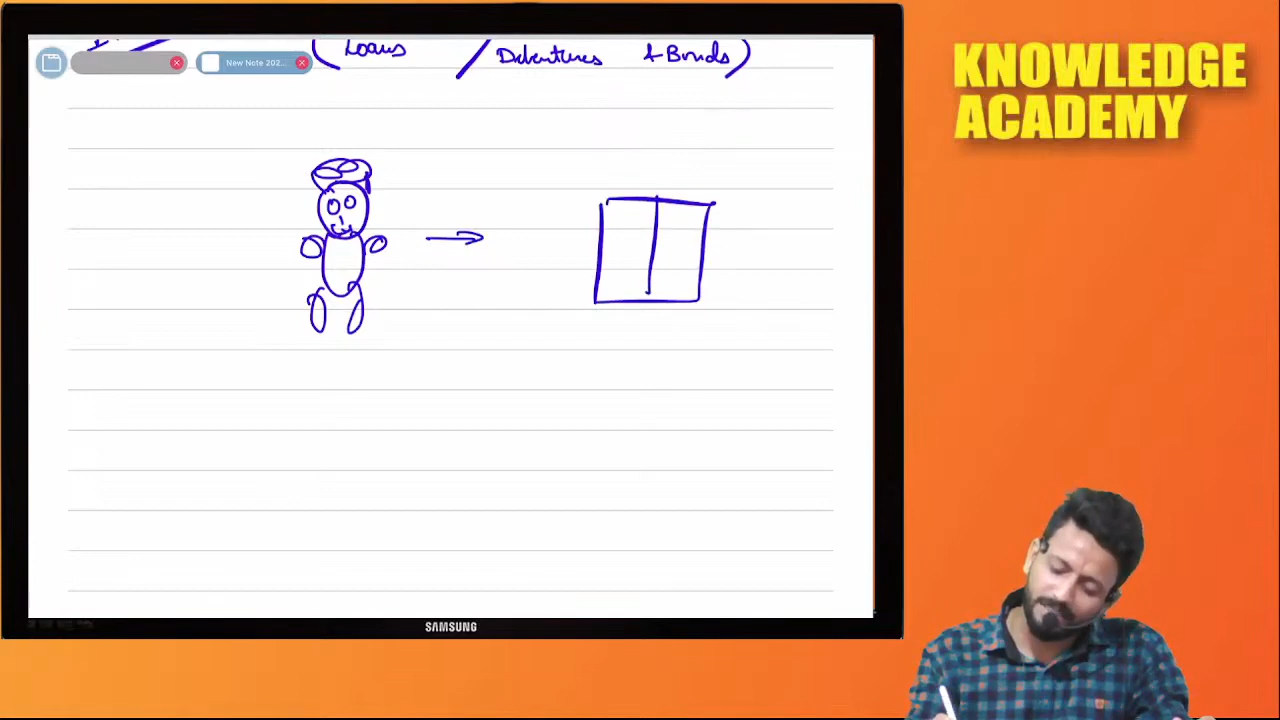 (Loans / Debentures & Bonds)
New Note 202...
KNOWLEDGE
ACADEMY
SAMSUNG